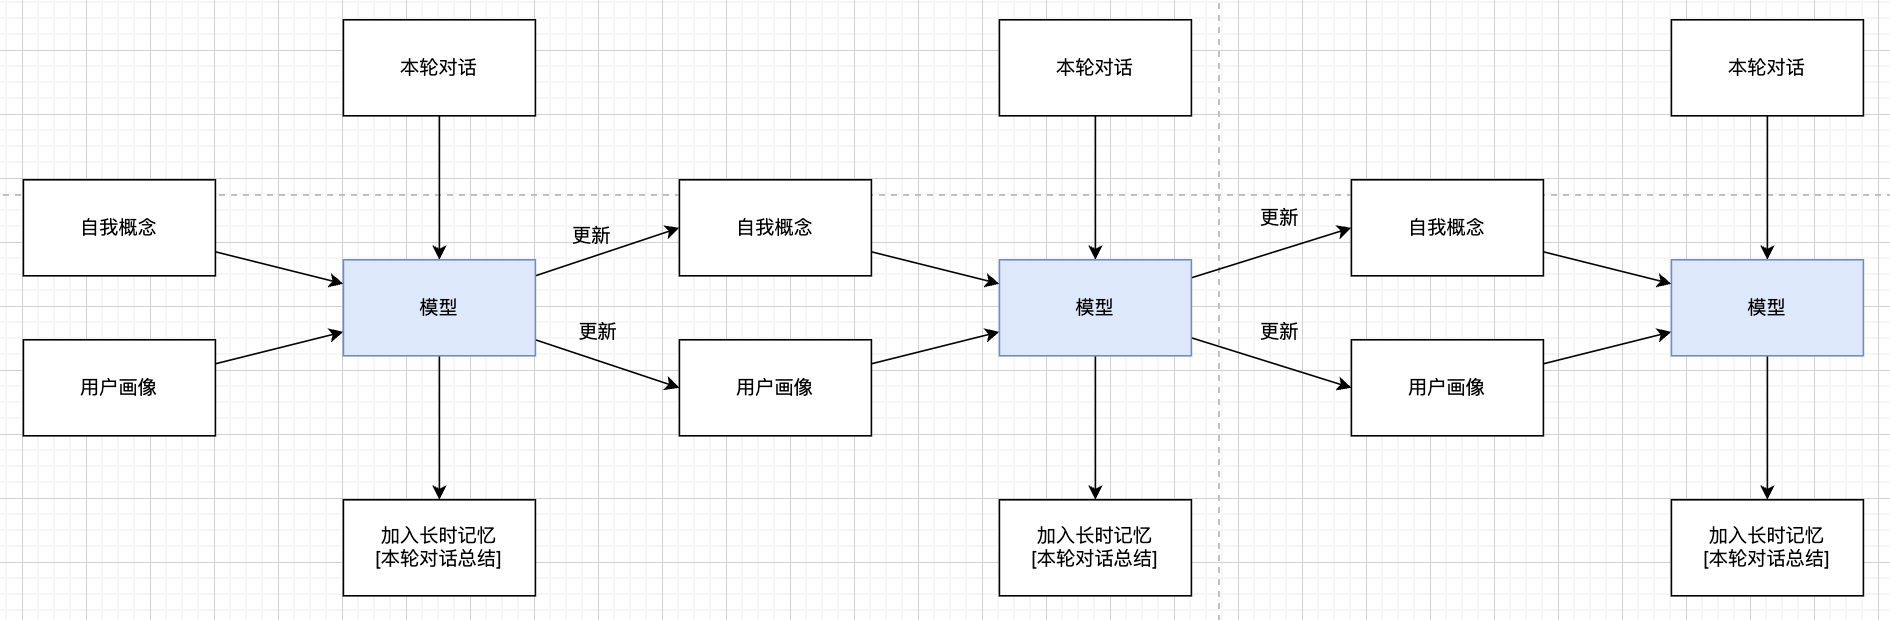 本轮对话
本轮对话
本轮对话
自我概念
更新
自我概念
更新
自我概念
模型
模型
模型
用户画像
更新
用户画像
更新
用户画像
加入长时记忆
[本轮对话总结]
加入长时记忆
[本轮对话总结]
加入长时记忆
[本轮对话总结]